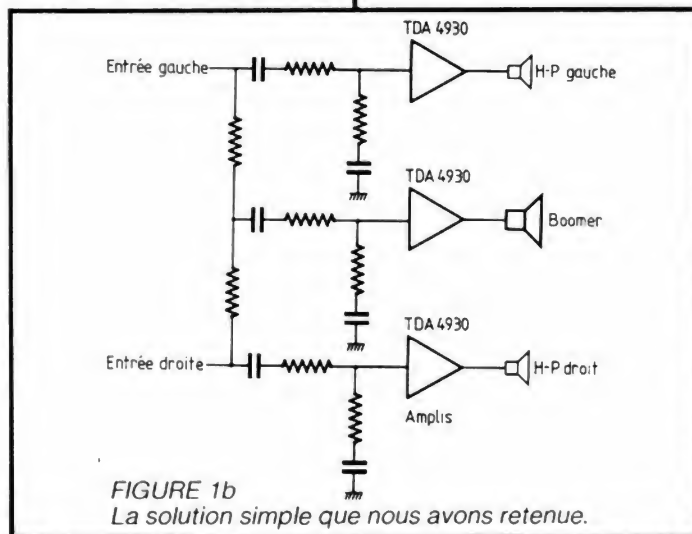 TDA 4930
Entrée gauche
H-P gauche
TDA 4930
Boomer
TDA 4930
Entrée droite
H-P droit
Amplis
FIGURE 1b
La solution simple que nous avons retenue.